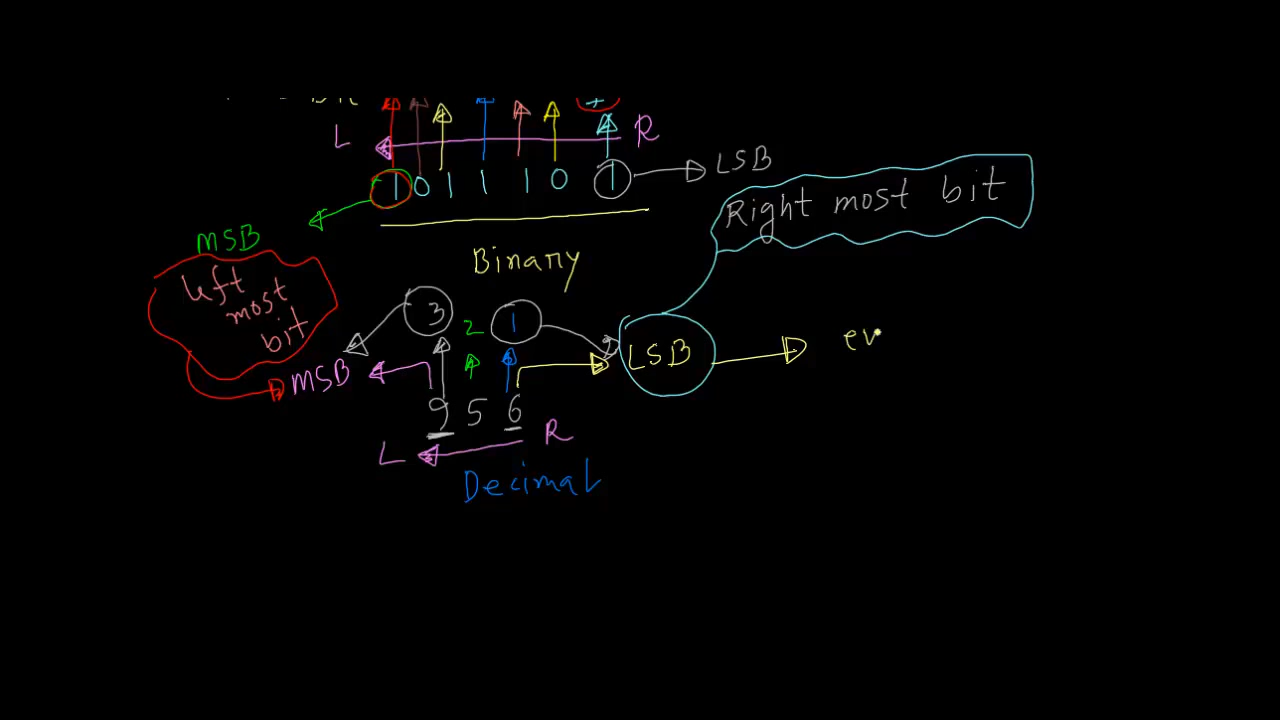 L R
1 0 1 1 1 0 1 LSB
Right most bit
MSB
left
most
bit
Binary
3 2 1
MSB LSB ev
9 5 6
L R
Decimal